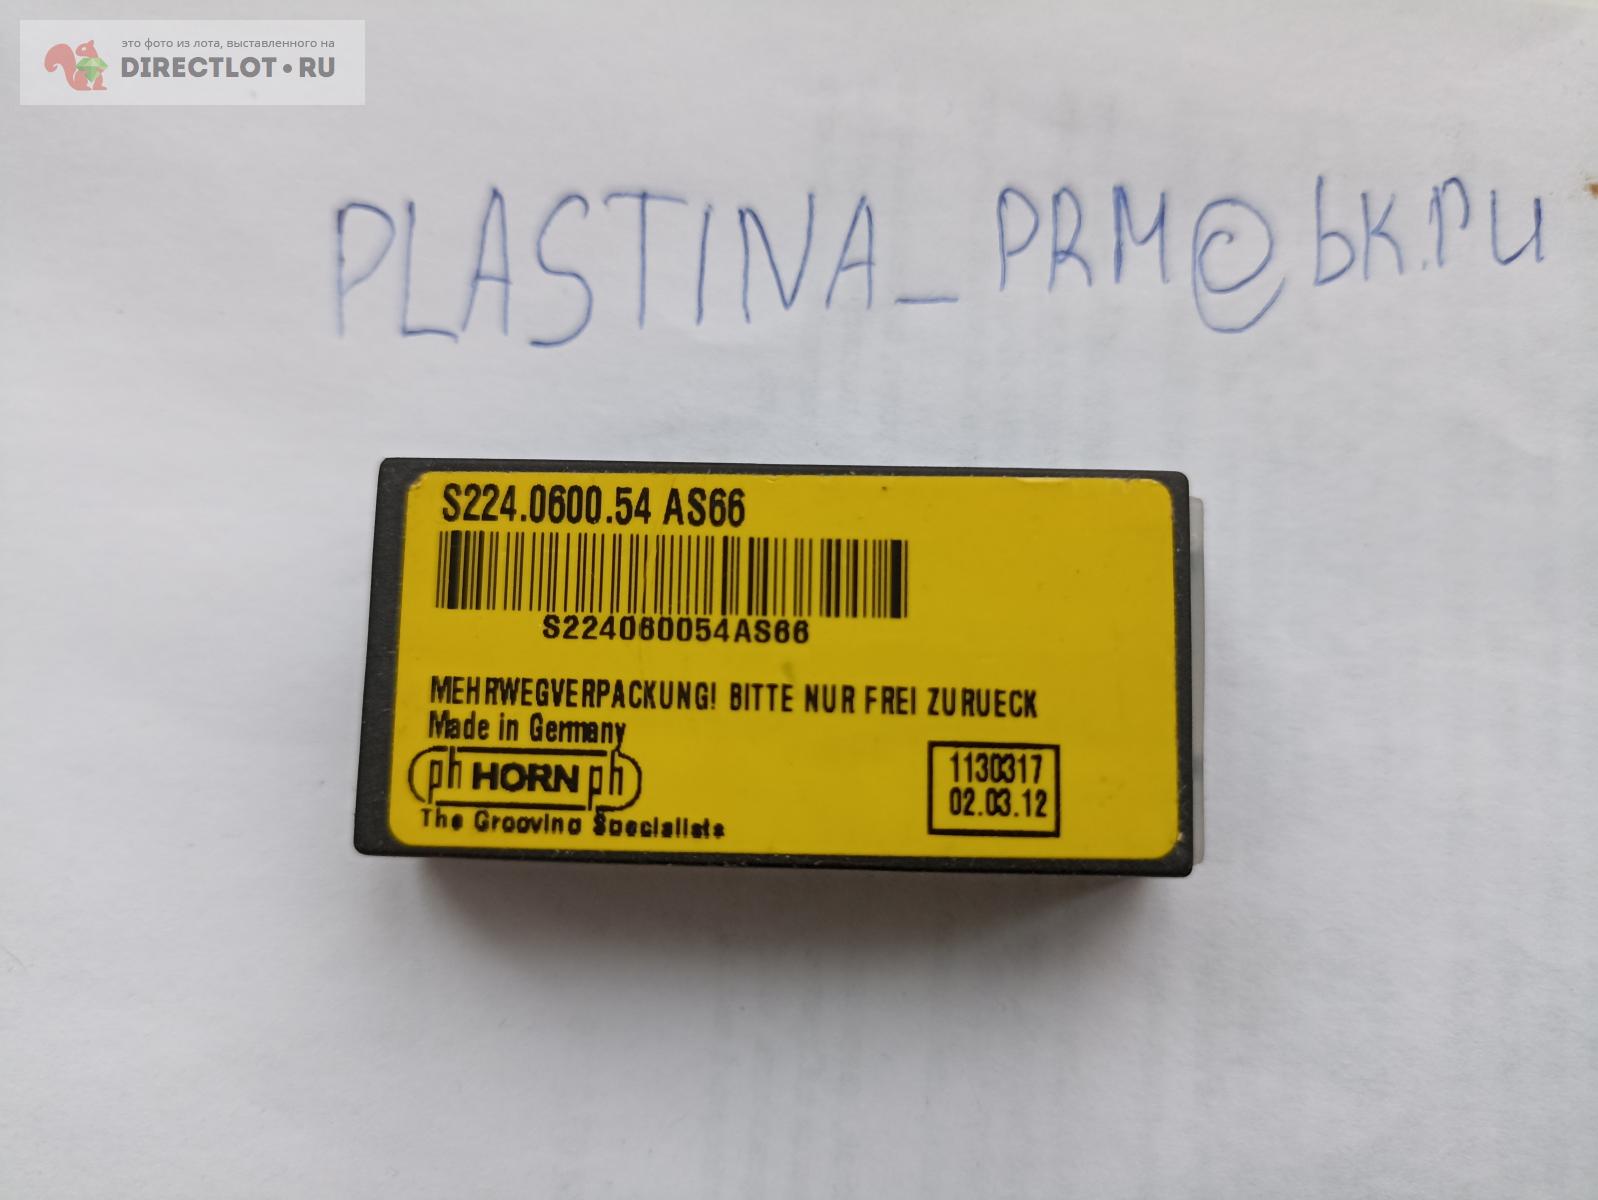 это фото из лота, выставленного на
DIRECTLOT•RU
PLASTINA_PRM@bk.ru
S224.0600.54 AS66
S224060054AS66
MEHRWEGVERPACKUNG! BITTE NUR FREI ZURUECK
Made in Germany
ph HORN ph
The Grooving Specialists
1130317
02.03.12